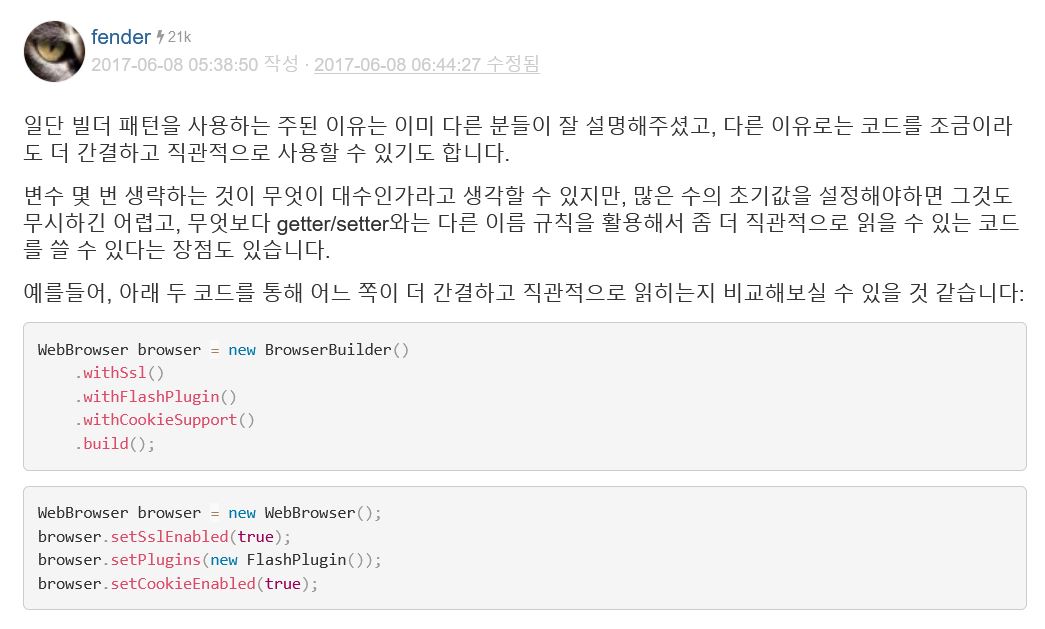 fender 21k
2017-06-08 05:38:50 작성 · 2017-06-08 06:44:27 수정됨
일단 빌더 패턴을 사용하는 주된 이유는 이미 다른 분들이 잘 설명해주셨고, 다른 이유로는 코드를 조금이라
도 더 간결하고 직관적으로 사용할 수 있기도 합니다.
변수 몇 번 생략하는 것이 무엇이 대수인가라고 생각할 수 있지만, 많은 수의 초기값을 설정해야하면 그것도
무시하긴 어렵고, 무엇보다 getter/setter와는 다른 이름 규칙을 활용해서 좀 더 직관적으로 읽을 수 있는 코드
를 쓸 수 있다는 장점도 있습니다.
예를들어, 아래 두 코드를 통해 어느 쪽이 더 간결하고 직관적으로 읽히는지 비교해보실 수 있을 것 같습니다:
WebBrowser browser = new BrowserBuilder()
    .withSsl()
    .withFlashPlugin()
    .withCookieSupport()
    .build();
WebBrowser browser = new WebBrowser();
browser.setSslEnabled(true);
browser.setPlugins(new FlashPlugin());
browser.setCookieEnabled(true);